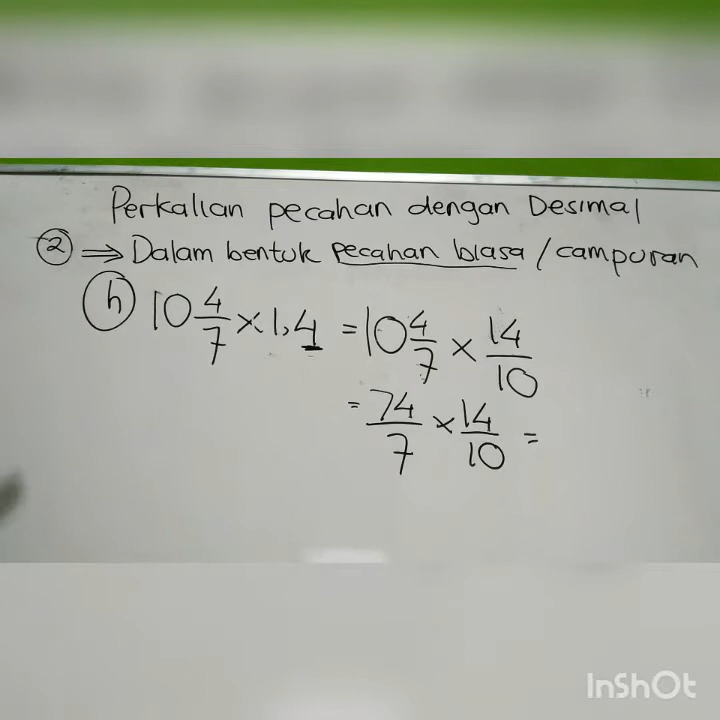 Perkalian pecahan dengan Desimal
② ⇒ Dalam bentuk pecahan biasa / campuran
ⓗ 10 4/7 × 1,4 = 10 4/7 × 14/10
= 74/7 × 14/10 =
InShOt